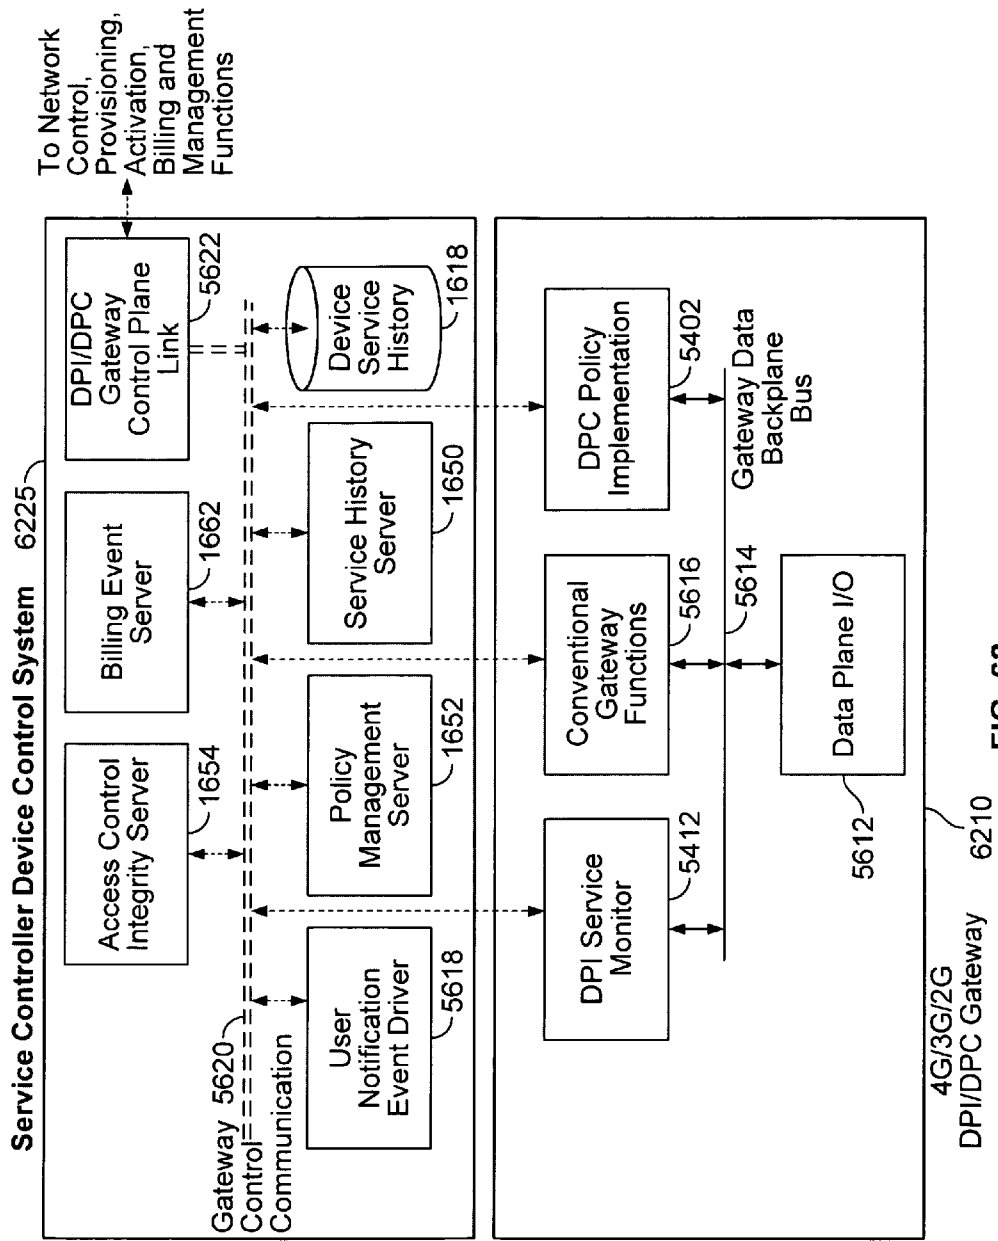 Service Controller Device Control System 6225
Access Control
Integrity Server
1654
Billing Event
Server
1662
DPI/DPC
Gateway
Control Plane
Link
5622
To Network
Control,
Provisioning,
Activation,
Billing and
Management
Functions
Gateway 5620
Control
Communication
User
Notification
Event Driver
5618
Policy
Management
Server
1652
Service History
Server
1650
Device
Service
History
1618
DPI Service
Monitor
5412
Conventional
Gateway
Functions
5616
DPC Policy
Implementation
5402
5614
Gateway Data
Backplane
Bus
Data Plane I/O
5612
4G/3G/2G
DPI/DPC Gateway
6210
FIG.